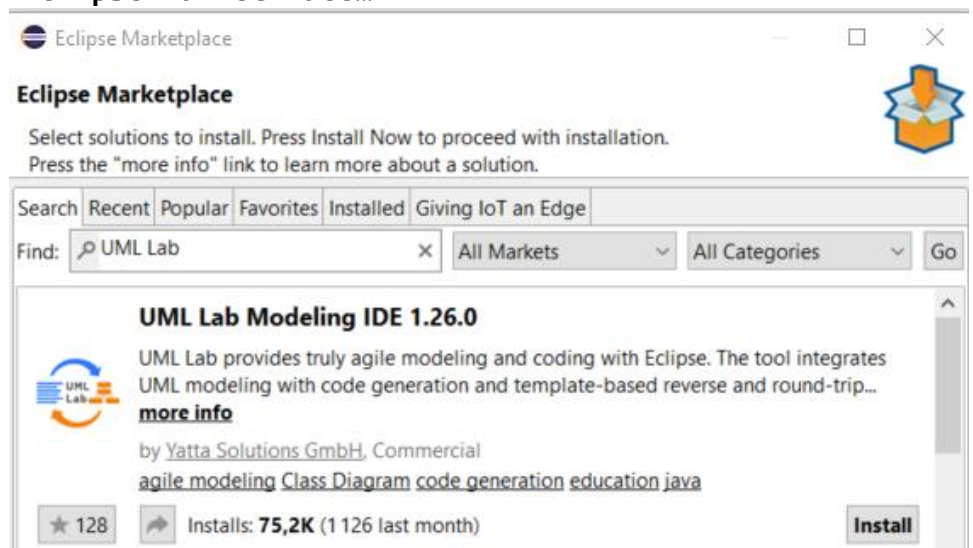 Eclipse Marketplace
Eclipse Marketplace
Select solutions to install. Press Install Now to proceed with installation.
Press the "more info" link to learn more about a solution.
Search Recent Popular Favorites Installed Giving IoT an Edge
Find: UML Lab All Markets All Categories Go
UML Lab Modeling IDE 1.26.0
UML Lab provides truly agile modeling and coding with Eclipse. The tool integrates
UML modeling with code generation and template-based reverse and round-trip...
more info
UML
Lab
by Yatta Solutions GmbH, Commercial
agile modeling Class Diagram code generation education java
128 Installs: 75,2K (1 126 last month) Install